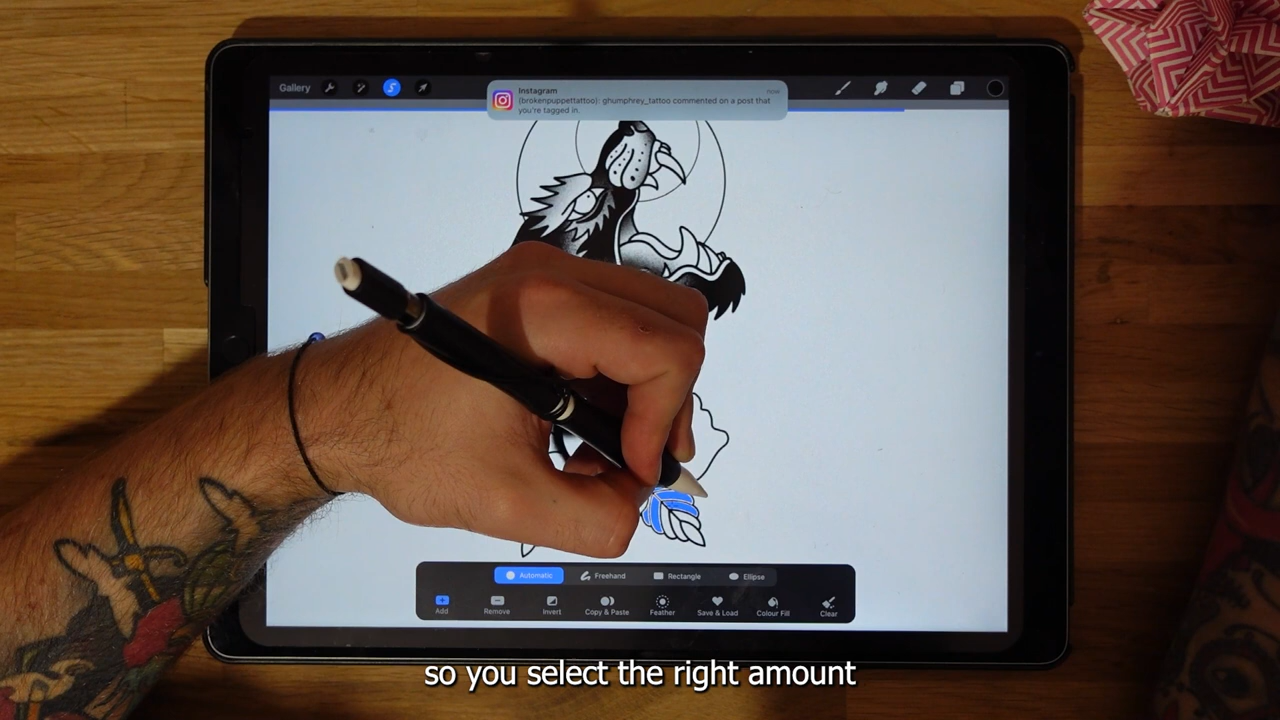 Gallery
Instagram
now
(brokenpuppettattoo): ghumphrey_tattoo commented on a post that
you're tagged in.
Automatic
Freehand
Rectangle
Ellipse
Add
Remove
Invert
Copy & Paste
Feather
Save & Load
Colour Fill
Clear
so you select the right amount